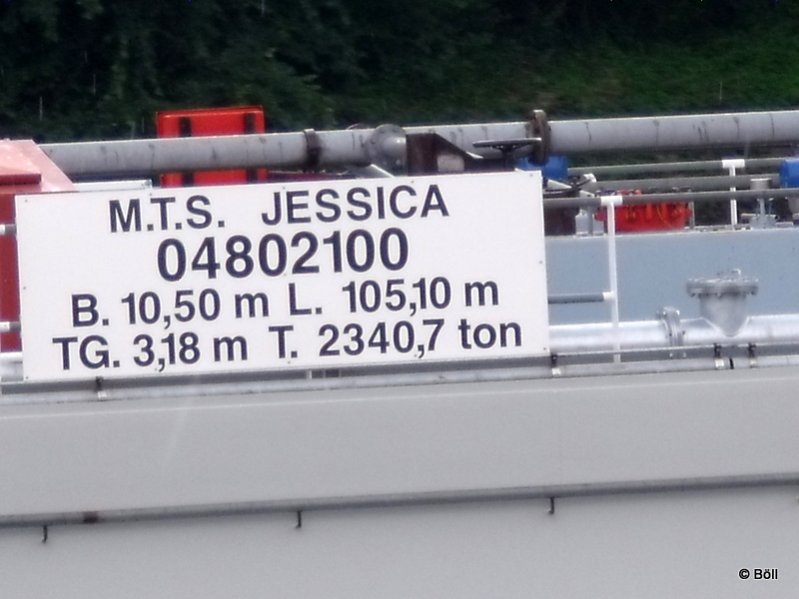 M.T.S. JESSICA
04802100
B. 10,50 m L. 105,10 m
TG. 3,18 m T. 2340,7 ton
© Böll